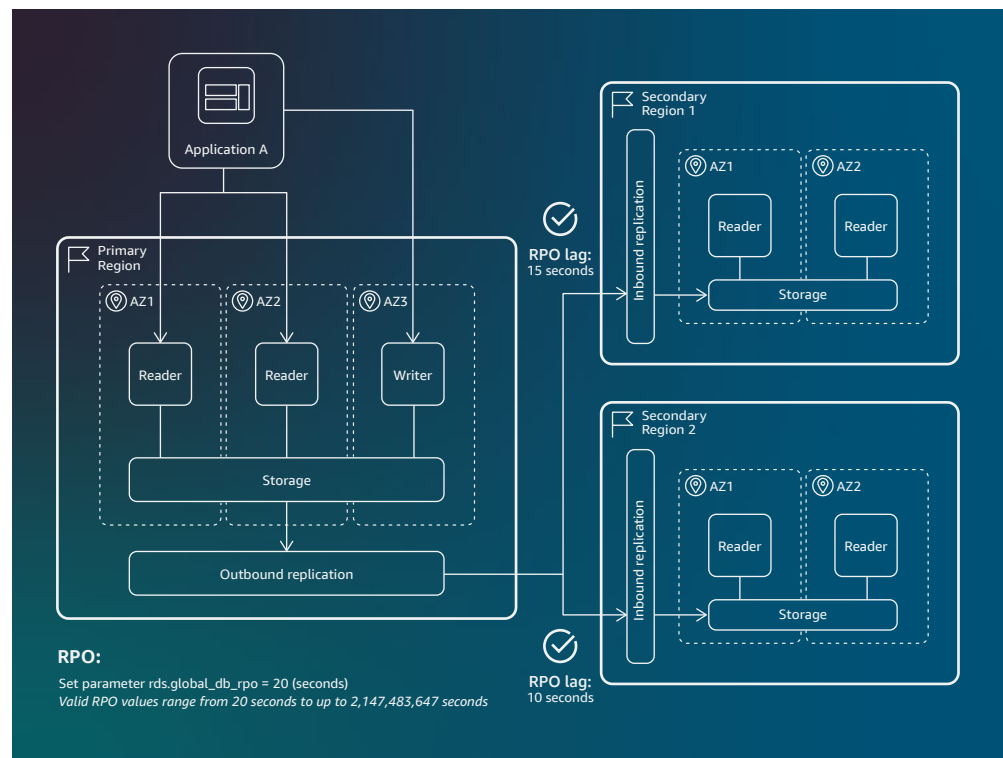 Application A
Primary
Region
AZ1
AZ2
AZ3
Reader
Reader
Writer
Storage
Outbound replication
RPO:
Set parameter rds.global_db_rpo = 20 (seconds)
Valid RPO values range from 20 seconds to up to 2,147,483,647 seconds
RPO lag:
15 seconds
Secondary
Region 1
Inbound replication
AZ1
AZ2
Reader
Reader
Storage
RPO lag:
10 seconds
Secondary
Region 2
Inbound replication
AZ1
AZ2
Reader
Reader
Storage